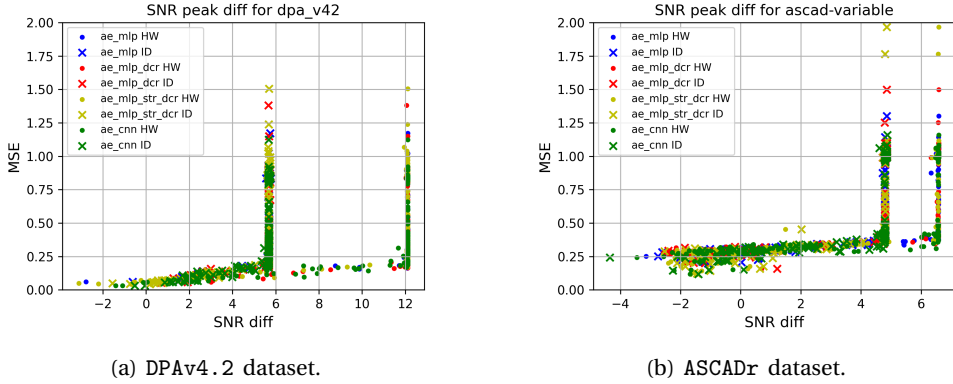 SNR peak diff for dpa_v42
2.00
1.75
1.50
1.25
1.00
0.75
0.50
0.25
0.00
MSE
ae_mlp HW
ae_mlp ID
ae_mlp_dcr HW
ae_mlp_dcr ID
ae_mlp_str_dcr HW
ae_mlp_str_dcr ID
ae_cnn HW
ae_cnn ID
−2 0 2 4 6 8 10 12
SNR diff
(a) DPAv4.2 dataset.
SNR peak diff for ascad-variable
2.00
1.75
1.50
1.25
1.00
0.75
0.50
0.25
0.00
MSE
ae_mlp HW
ae_mlp ID
ae_mlp_dcr HW
ae_mlp_dcr ID
ae_mlp_str_dcr HW
ae_mlp_str_dcr ID
ae_cnn HW
ae_cnn ID
−4 −2 0 2 4 6
SNR diff
(b) ASCADr dataset.